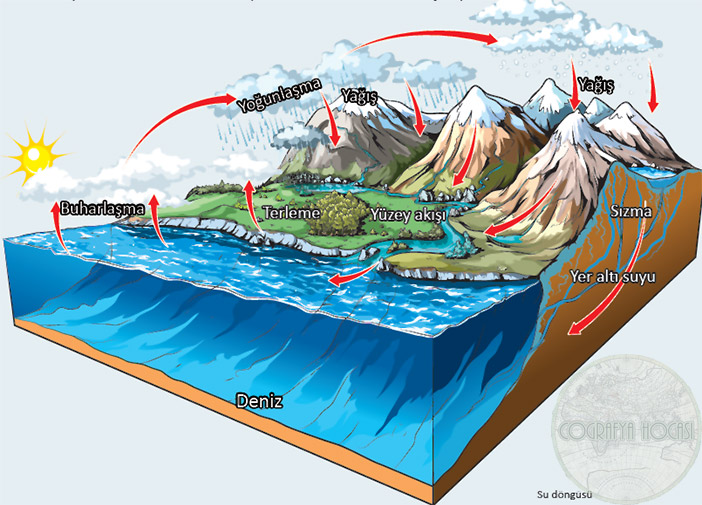 Yoğunlaşma
Yağış
Yağış
Buharlaşma
Terleme
Yüzey akışı
Sızma
Yer altı suyu
Deniz
COĞRAFYA HOCASI
Su döngüsü